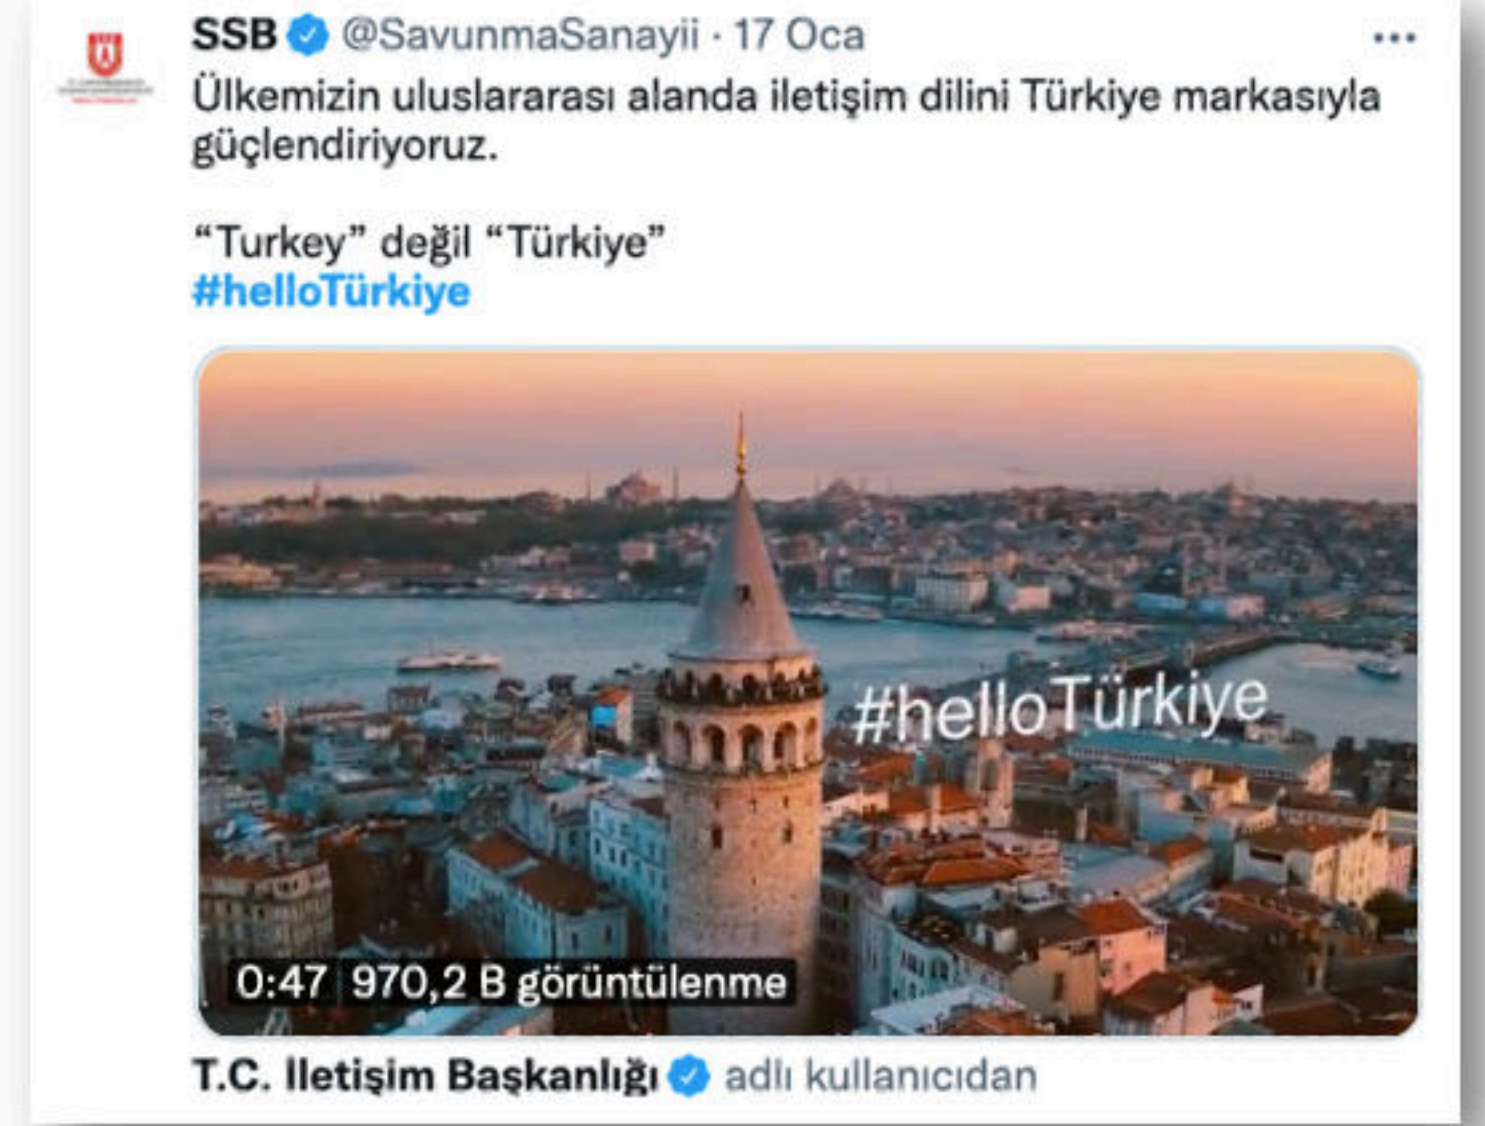 SSB @SavunmaSanayii · 17 Oca
Ülkemizin uluslararası alanda iletişim dilini Türkiye markasıyla
güçlendiriyoruz.
“Turkey” değil “Türkiye”
#helloTürkiye
#helloTürkiye
0:47 970,2 B görüntülenme
T.C. İletişim Başkanlığı adlı kullanıcıdan